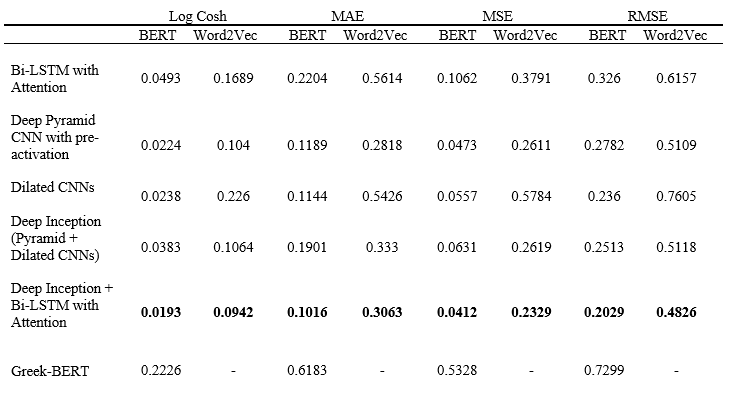 Log Cosh MAE MSE RMSE
BERT Word2Vec BERT Word2Vec BERT Word2Vec BERT Word2Vec
Bi-LSTM with
Attention 0.0493 0.1689 0.2204 0.5614 0.1062 0.3791 0.326 0.6157
Deep Pyramid
CNN with pre-
activation 0.0224 0.104 0.1189 0.2818 0.0473 0.2611 0.2782 0.5109
Dilated CNNs 0.0238 0.226 0.1144 0.5426 0.0557 0.5784 0.236 0.7605
Deep Inception
(Pyramid +
Dilated CNNs) 0.0383 0.1064 0.1901 0.333 0.0631 0.2619 0.2513 0.5118
Deep Inception +
Bi-LSTM with
Attention 0.0193 0.0942 0.1016 0.3063 0.0412 0.2329 0.2029 0.4826
Greek-BERT 0.2226 - 0.6183 - 0.5328 - 0.7299 -